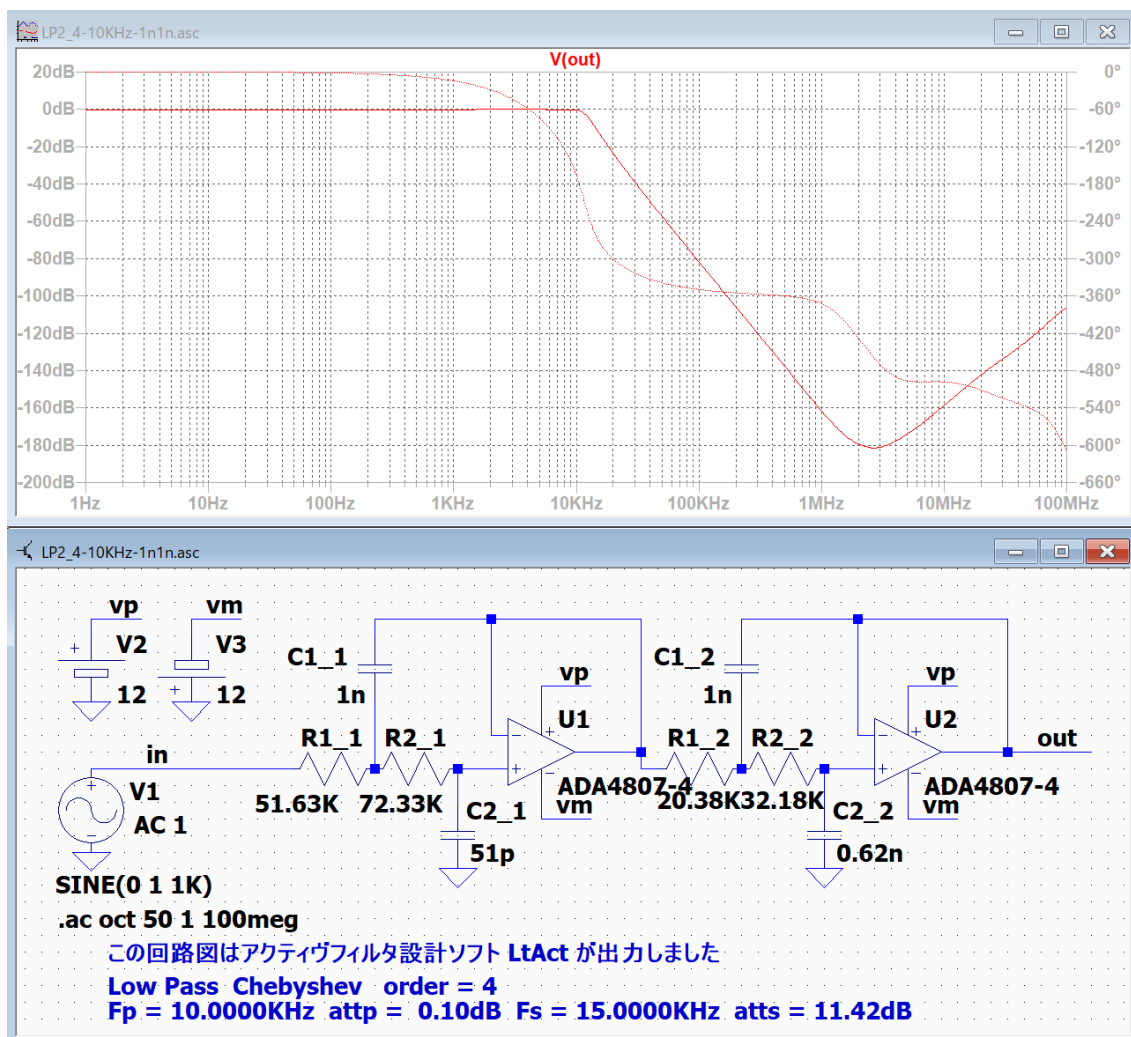 LP2_4-10KHz-1n1n.asc
V(out)
20dB
0dB
-20dB
-40dB
-60dB
-80dB
-100dB
-120dB
-140dB
-160dB
-180dB
-200dB
0°
-60°
-120°
-180°
-240°
-300°
-360°
-420°
-480°
-540°
-600°
-660°
1Hz 10Hz 100Hz 1KHz 10KHz 100KHz 1MHz 10MHz 100MHz
LP2_4-10KHz-1n1n.asc
vp vm
V2 V3
12 12
in
V1
AC 1
SINE(0 1 1K)
.ac oct 50 1 100meg
C1_1
1n
R1_1 R2_1
51.63K 72.33K
C2_1
51p
vp
U1
ADA4807-4
vm
C1_2
1n
R1_2 R2_2
20.38K 32.18K
C2_2
0.62n
vp
U2
ADA4807-4
vm
out
この回路図はアクティヴフィルタ設計ソフト LtAct が出力しました
Low Pass Chebyshev order = 4
Fp = 10.0000KHz attp = 0.10dB Fs = 15.0000KHz atts = 11.42dB